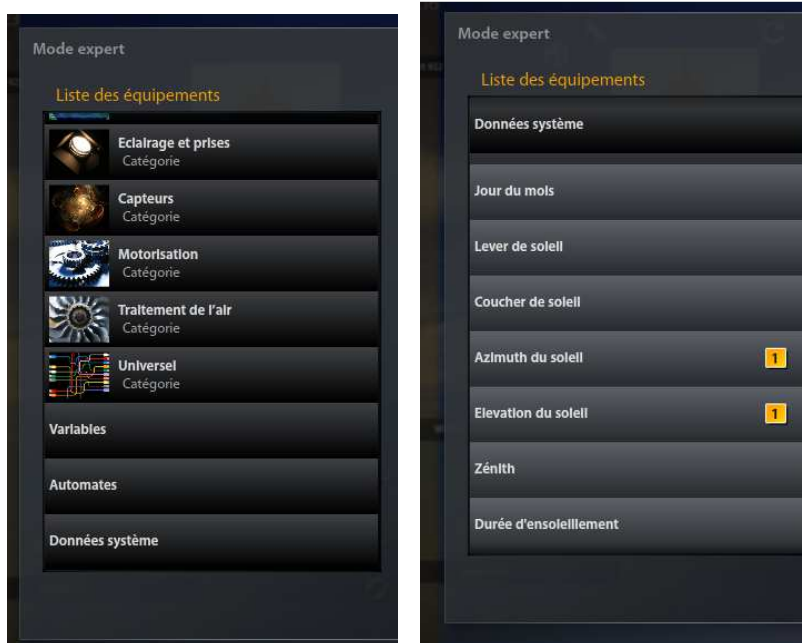 Mode expert
Liste des équipements
Eclairage et prises
Catégorie
Capteurs
Catégorie
Motorisation
Catégorie
Traitement de l'air
Catégorie
Universel
Catégorie
Variables
Automates
Données système
Mode expert
Liste des équipements
Données système
Jour du mois
Lever de soleil
Coucher de soleil
Azimuth du soleil 1
Elevation du soleil 1
Zénith
Durée d'ensoleillement